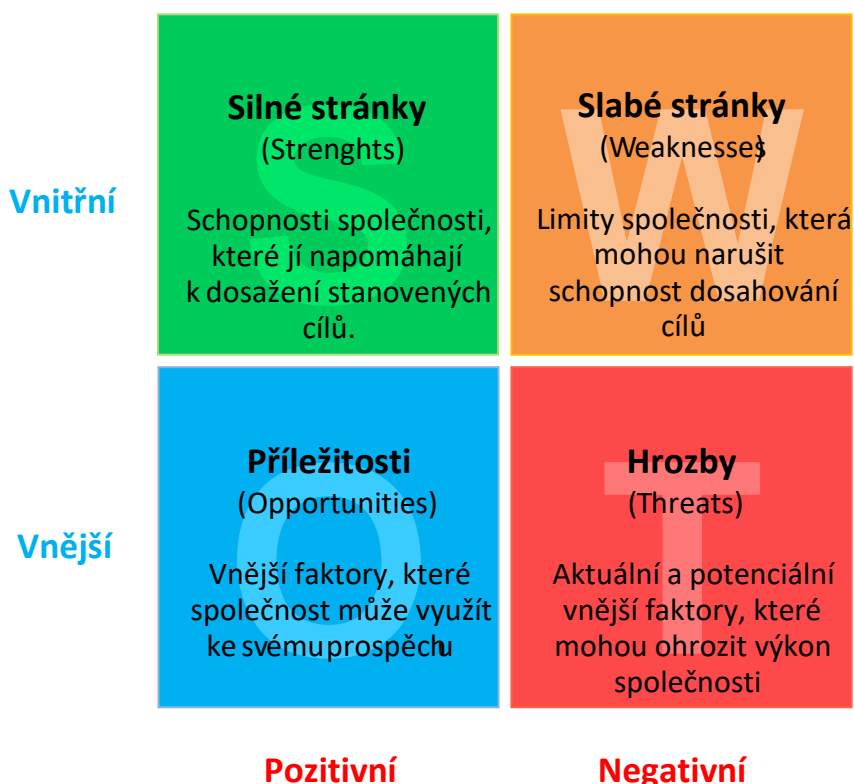 Silné stránky
(Strenghts)
Schopnosti společnosti,
které jí napomáhají
k dosažení stanovených
cílů.
Slabé stránky
(Weaknesses)
Limity společnosti, která
mohou narušit
schopnost dosahování
cílů
Vnitřní
Příležitosti
(Opportunities)
Vnější faktory, které
společnost může využít
ke svému prospěchu
Hrozby
(Threats)
Aktuální a potenciální
vnější faktory, které
mohou ohrozit výkon
společnosti
Vnější
Pozitivní
Negativní
S
W
O
T